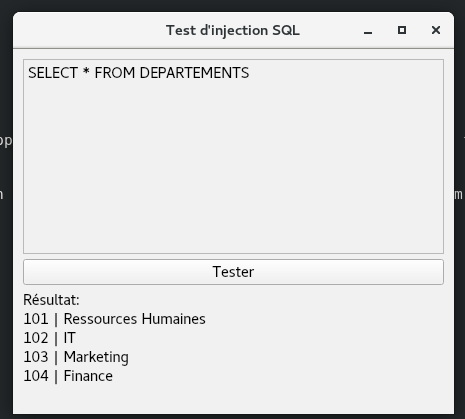 Test d'injection SQL
SELECT * FROM DEPARTEMENTS
Tester
Résultat:
101 | Ressources Humaines
102 | IT
103 | Marketing
104 | Finance